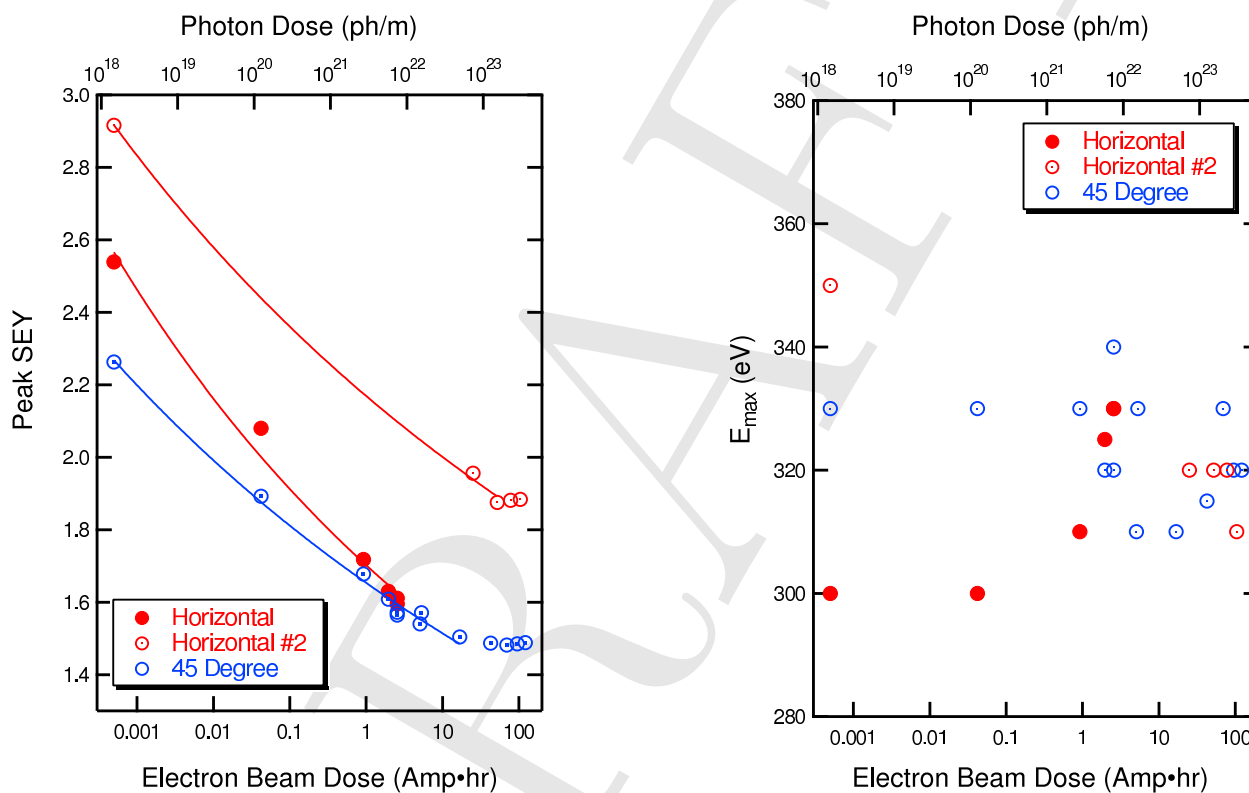 Photon Dose (ph/m)
10^18 10^19 10^20 10^21 10^22 10^23
3.0
2.8
2.6
2.4
2.2
2.0
1.8
1.6
1.4
Peak SEY
Horizontal
Horizontal #2
45 Degree
0.001 0.01 0.1 1 10 100
Electron Beam Dose (Amp•hr)
Photon Dose (ph/m)
10^18 10^19 10^20 10^21 10^22 10^23
380
360
340
320
300
280
E_max (eV)
Horizontal
Horizontal #2
45 Degree
0.001 0.01 0.1 1 10 100
Electron Beam Dose (Amp•hr)